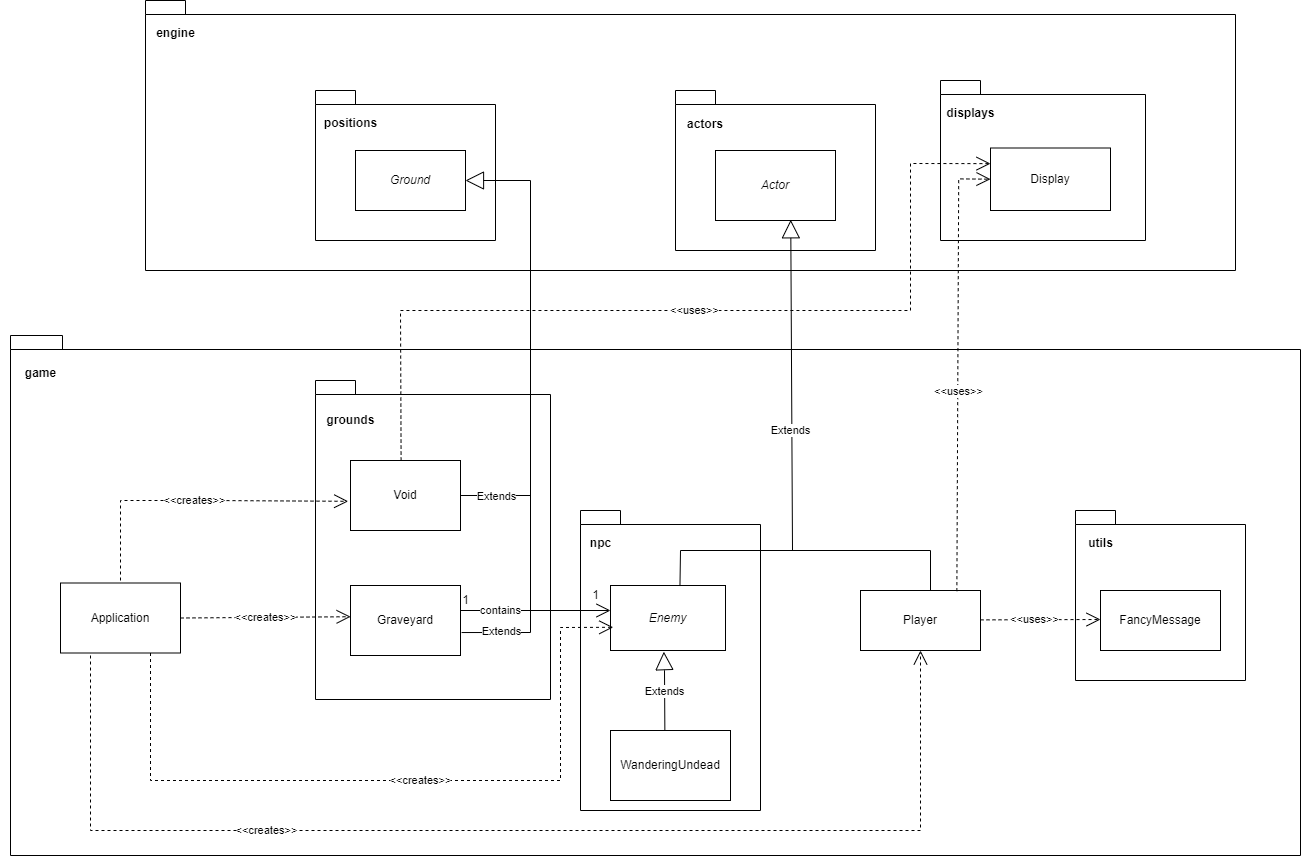 engine
positions
actors
displays
Ground
Actor
Display
<<uses>>
game
<<uses>>
grounds
Extends
Void
<<creates>>
Extends
npc
utils
1
1
Application
<<creates>>
Graveyard
contains
Extends
Enemy
Player
<<uses>>
FancyMessage
Extends
WanderingUndead
<<creates>>
<<creates>>